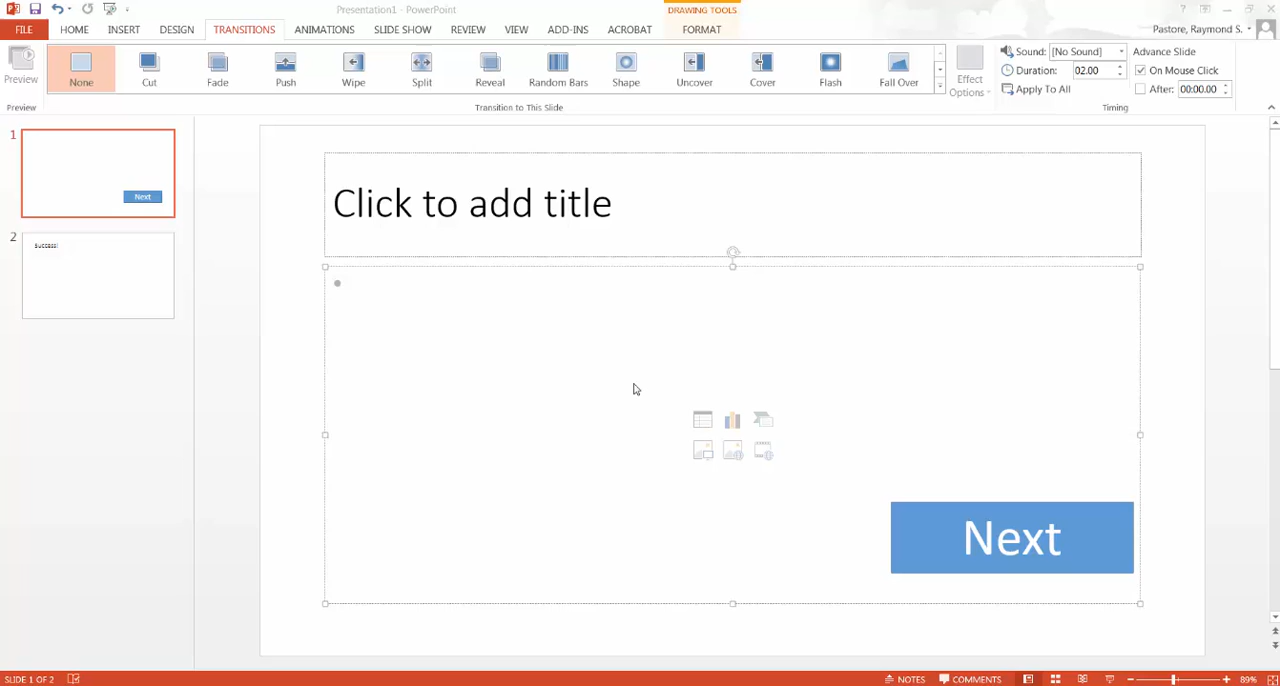 Presentation1 - PowerPoint
DRAWING TOOLS
?
FILE HOME INSERT DESIGN TRANSITIONS ANIMATIONS SLIDE SHOW REVIEW VIEW ADD-INS ACROBAT FORMAT Pastore, Raymond S.
Preview
None Cut Fade Push Wipe Split Reveal Random Bars Shape Uncover Cover Flash Fall Over
Effect Options
Sound: [No Sound] Advance Slide
Duration: 02.00 On Mouse Click
Apply To All After: 00:00.00
Preview Transition to This Slide Timing
1
Next
2
Success!
Click to add title
Next
SLIDE 1 OF 2 NOTES COMMENTS 89%